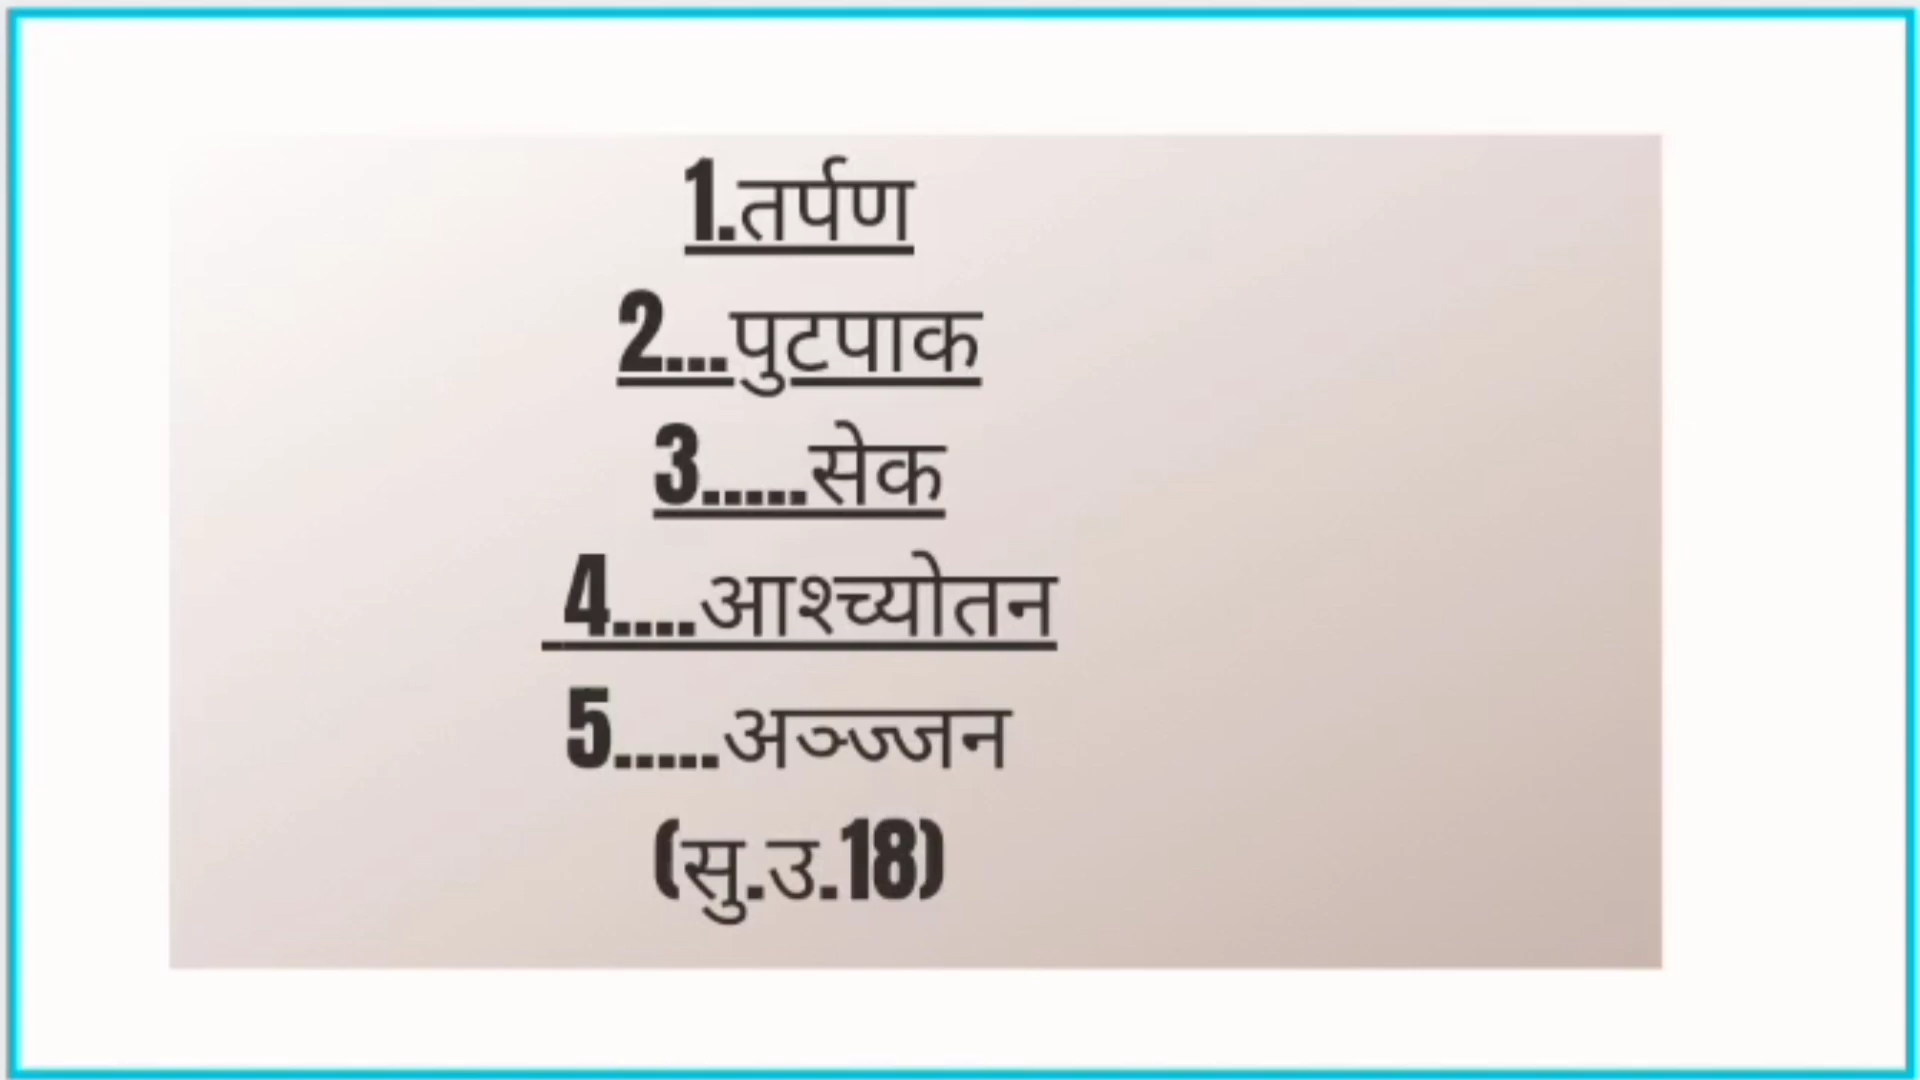 1.तर्पण
2...पुटपाक
3.....सेक
4....आश्च्योतन
5.....अञ्ज्जन
(सु.उ.18)